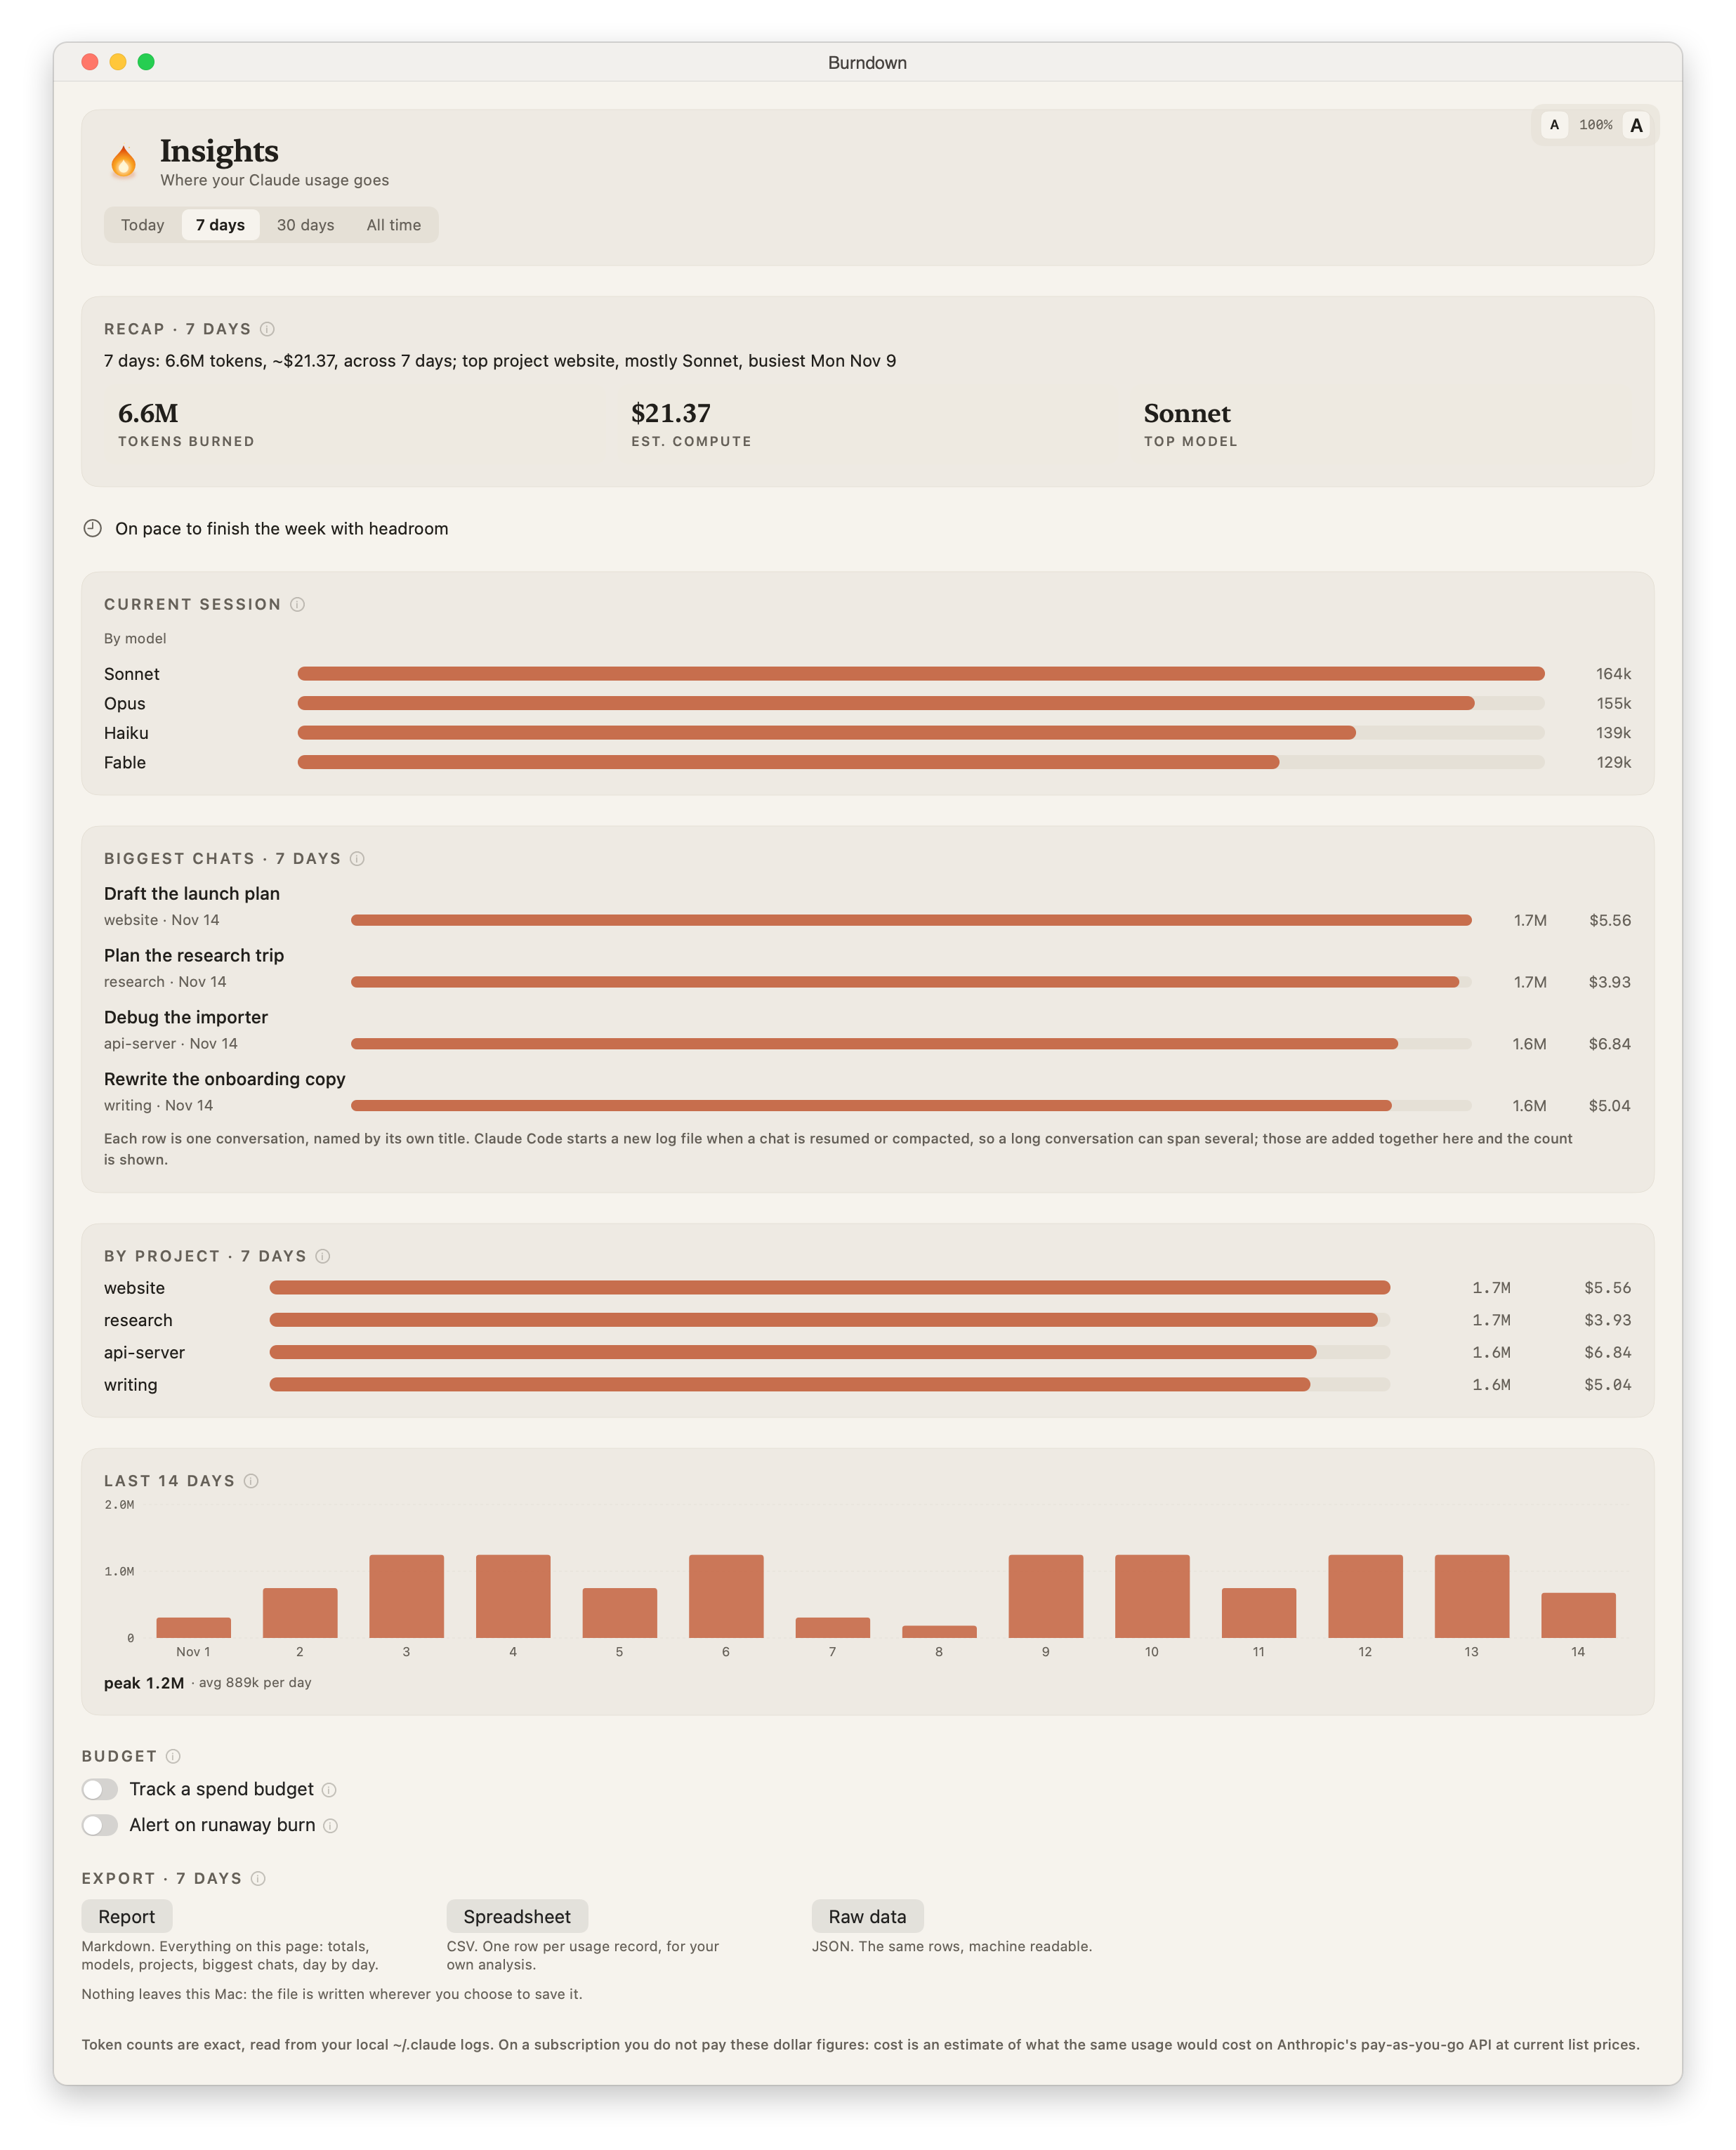 Burndown
A 100% A
Insights
Where your Claude usage goes
Today 7 days 30 days All time
RECAP · 7 DAYS
7 days: 6.6M tokens, ~$21.37, across 7 days; top project website, mostly Sonnet, busiest Mon Nov 9
6.6M $21.37 Sonnet
TOKENS BURNED EST. COMPUTE TOP MODEL
On pace to finish the week with headroom
CURRENT SESSION
By model
Sonnet 164k
Opus 155k
Haiku 139k
Fable 129k
BIGGEST CHATS · 7 DAYS
Draft the launch plan
website · Nov 14 1.7M $5.56
Plan the research trip
research · Nov 14 1.7M $3.93
Debug the importer
api-server · Nov 14 1.6M $6.84
Rewrite the onboarding copy
writing · Nov 14 1.6M $5.04
Each row is one conversation, named by its own title. Claude Code starts a new log file when a chat is resumed or compacted, so a long conversation can span several; those are added together here and the count
is shown.
BY PROJECT · 7 DAYS
website 1.7M $5.56
research 1.7M $3.93
api-server 1.6M $6.84
writing 1.6M $5.04
LAST 14 DAYS
2.0M
1.0M
0
Nov 1 2 3 4 5 6 7 8 9 10 11 12 13 14
peak 1.2M · avg 889k per day
BUDGET
Track a spend budget
Alert on runaway burn
EXPORT · 7 DAYS
Report Spreadsheet Raw data
Markdown. Everything on this page: totals, CSV. One row per usage record, for your JSON. The same rows, machine readable.
models, projects, biggest chats, day by day. own analysis.
Nothing leaves this Mac: the file is written wherever you choose to save it.
Token counts are exact, read from your local ~/.claude logs. On a subscription you do not pay these dollar figures: cost is an estimate of what the same usage would cost on Anthropic's pay-as-you-go API at current list prices.